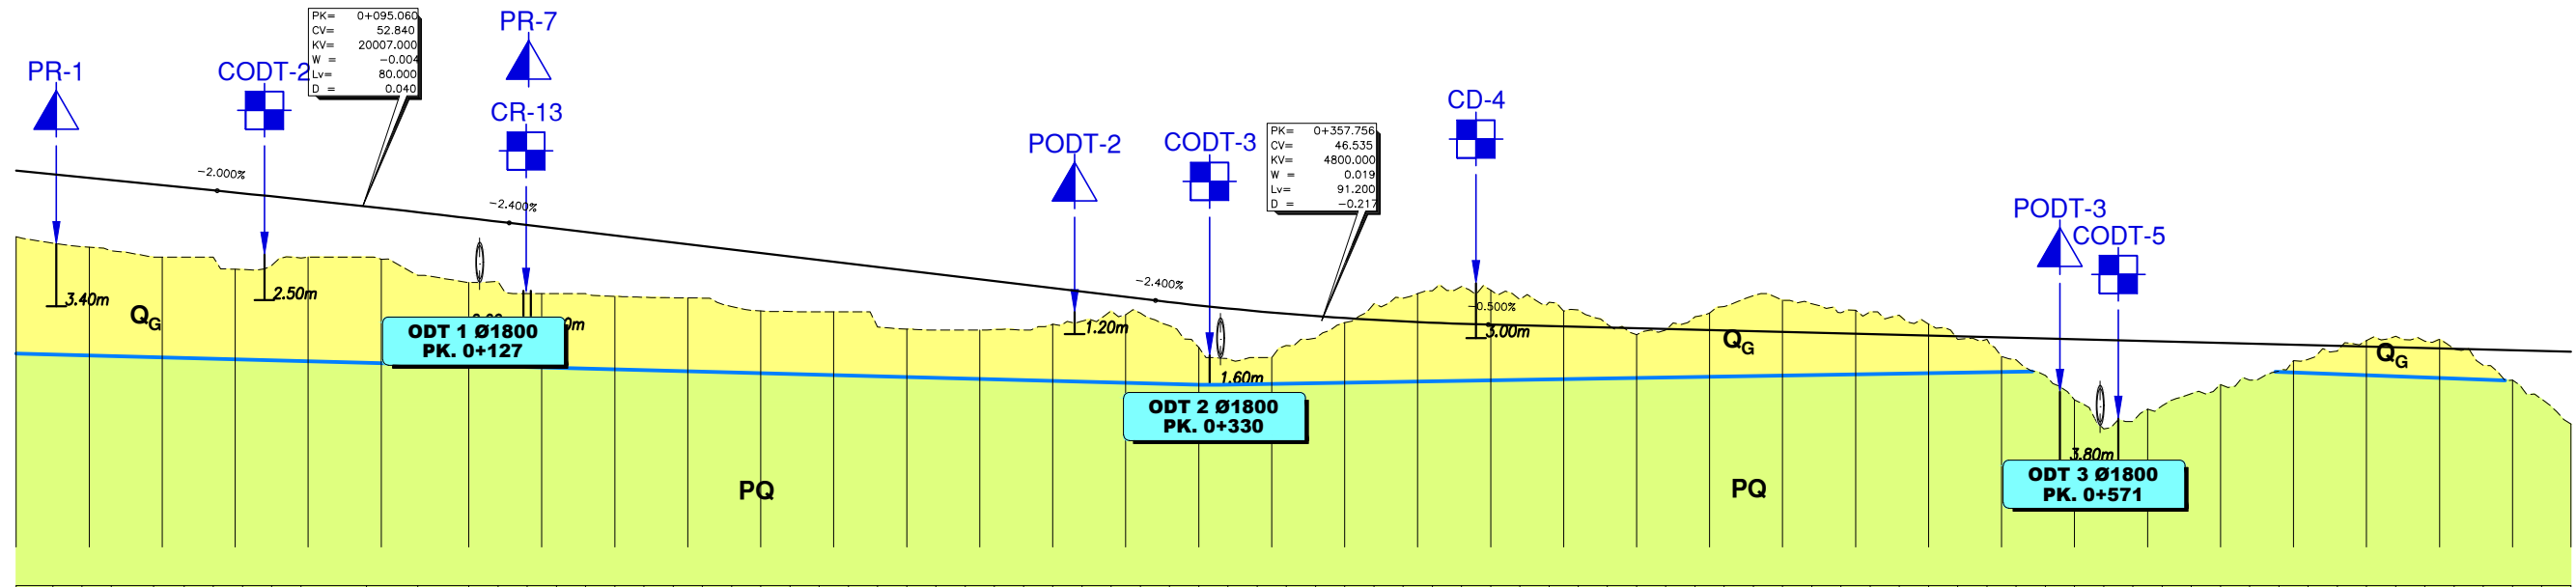 PK= 0+095.060
CV= 52.840
KV= 20007.000
W = -0.004
Lv= 80.000
D = 0.040
PR-7
PR-1
CODT-2
CR-13
CD-4
PODT-2
CODT-3
PK= 0+357.756
CV= 46.535
KV= 4800.000
W = 0.019
Lv= 91.200
D = -0.217
-2.000%
-2.400%
PODT-3
CODT-5
-2.400%
3.40m
2.50m
QG
-0.500%
1.20m
3.00m
QG
QG
ODT 1 Ø1800
PK. 0+127
1.60m
ODT 2 Ø1800
PK. 0+330
3.80m
ODT 3 Ø1800
PK. 0+571
PQ
PQ